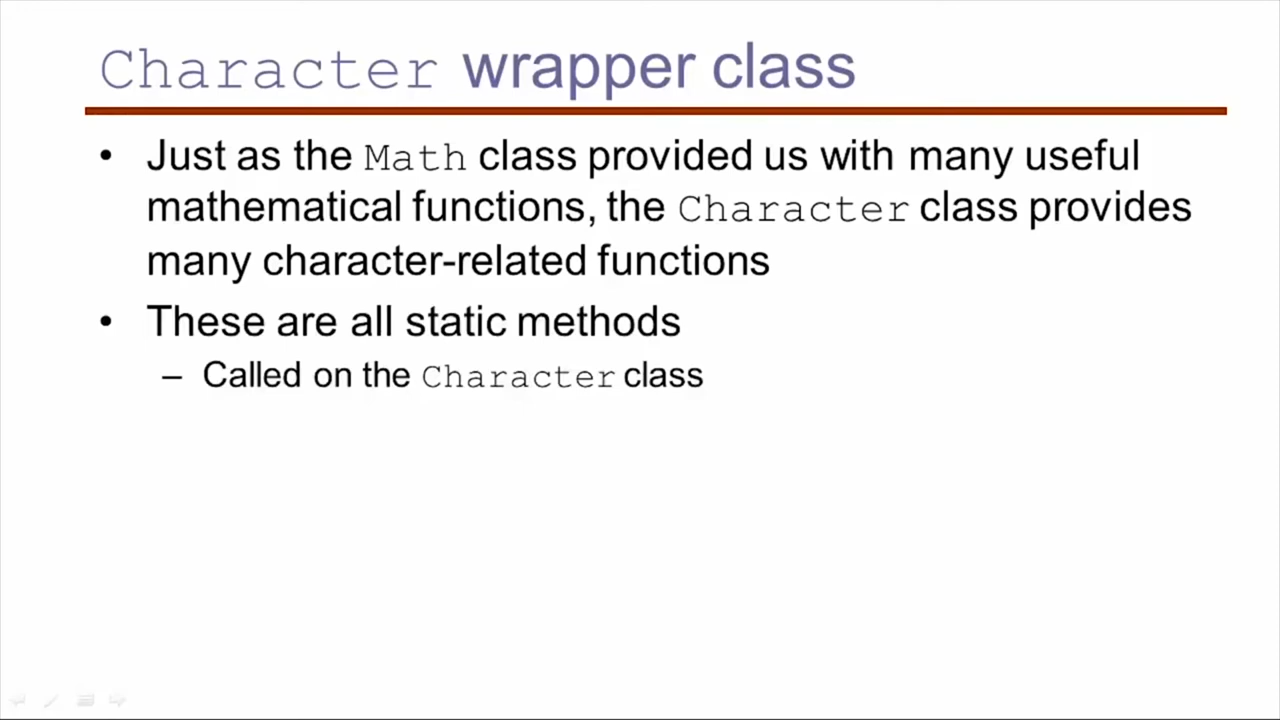 Character wrapper class
• Just as the Math class provided us with many useful
mathematical functions, the Character class provides
many character-related functions
• These are all static methods
– Called on the Character class